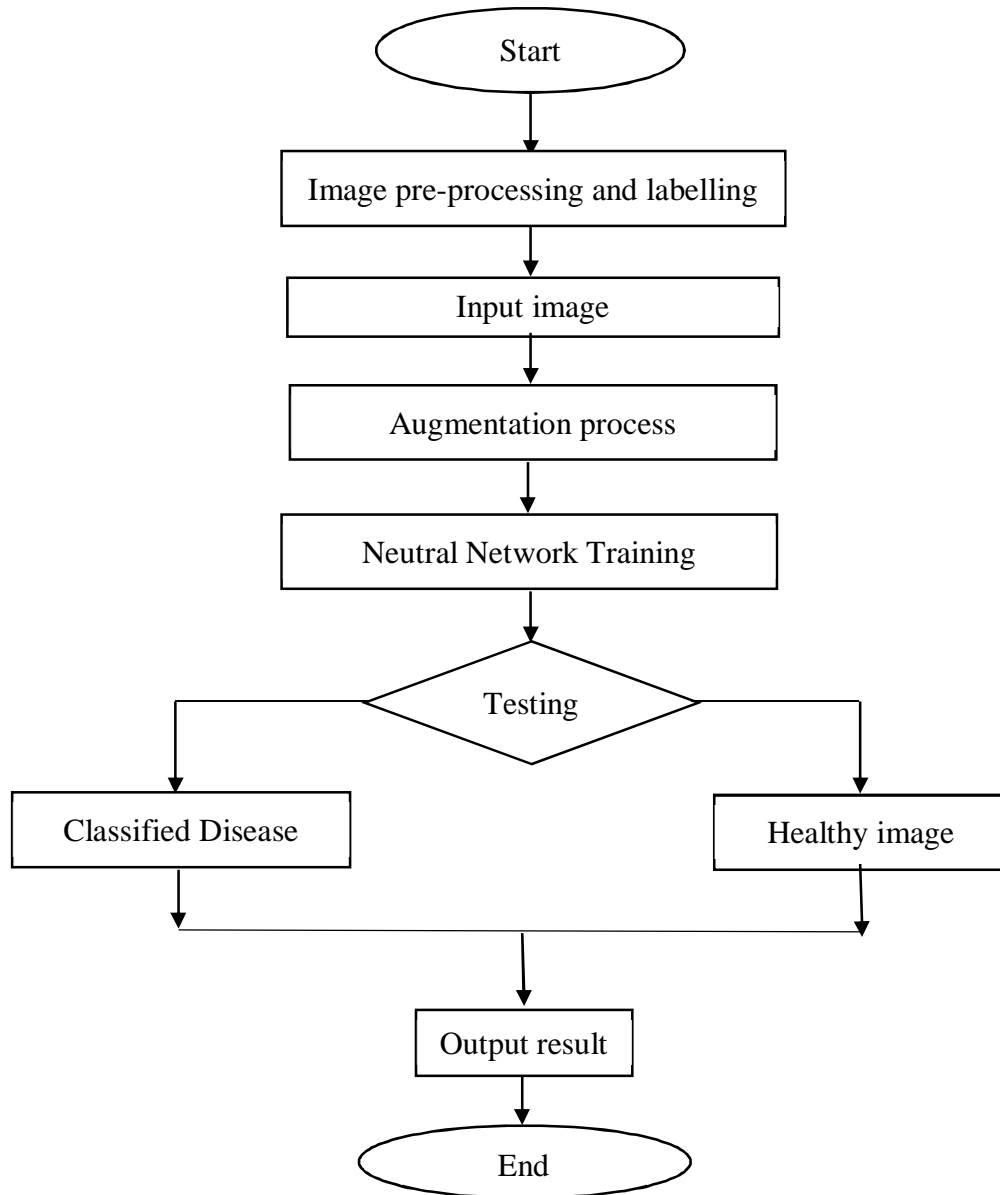 Start
Image pre-processing and labelling
Input image
Augmentation process
Neutral Network Training
Testing
Classified Disease
Healthy image
Output result
End